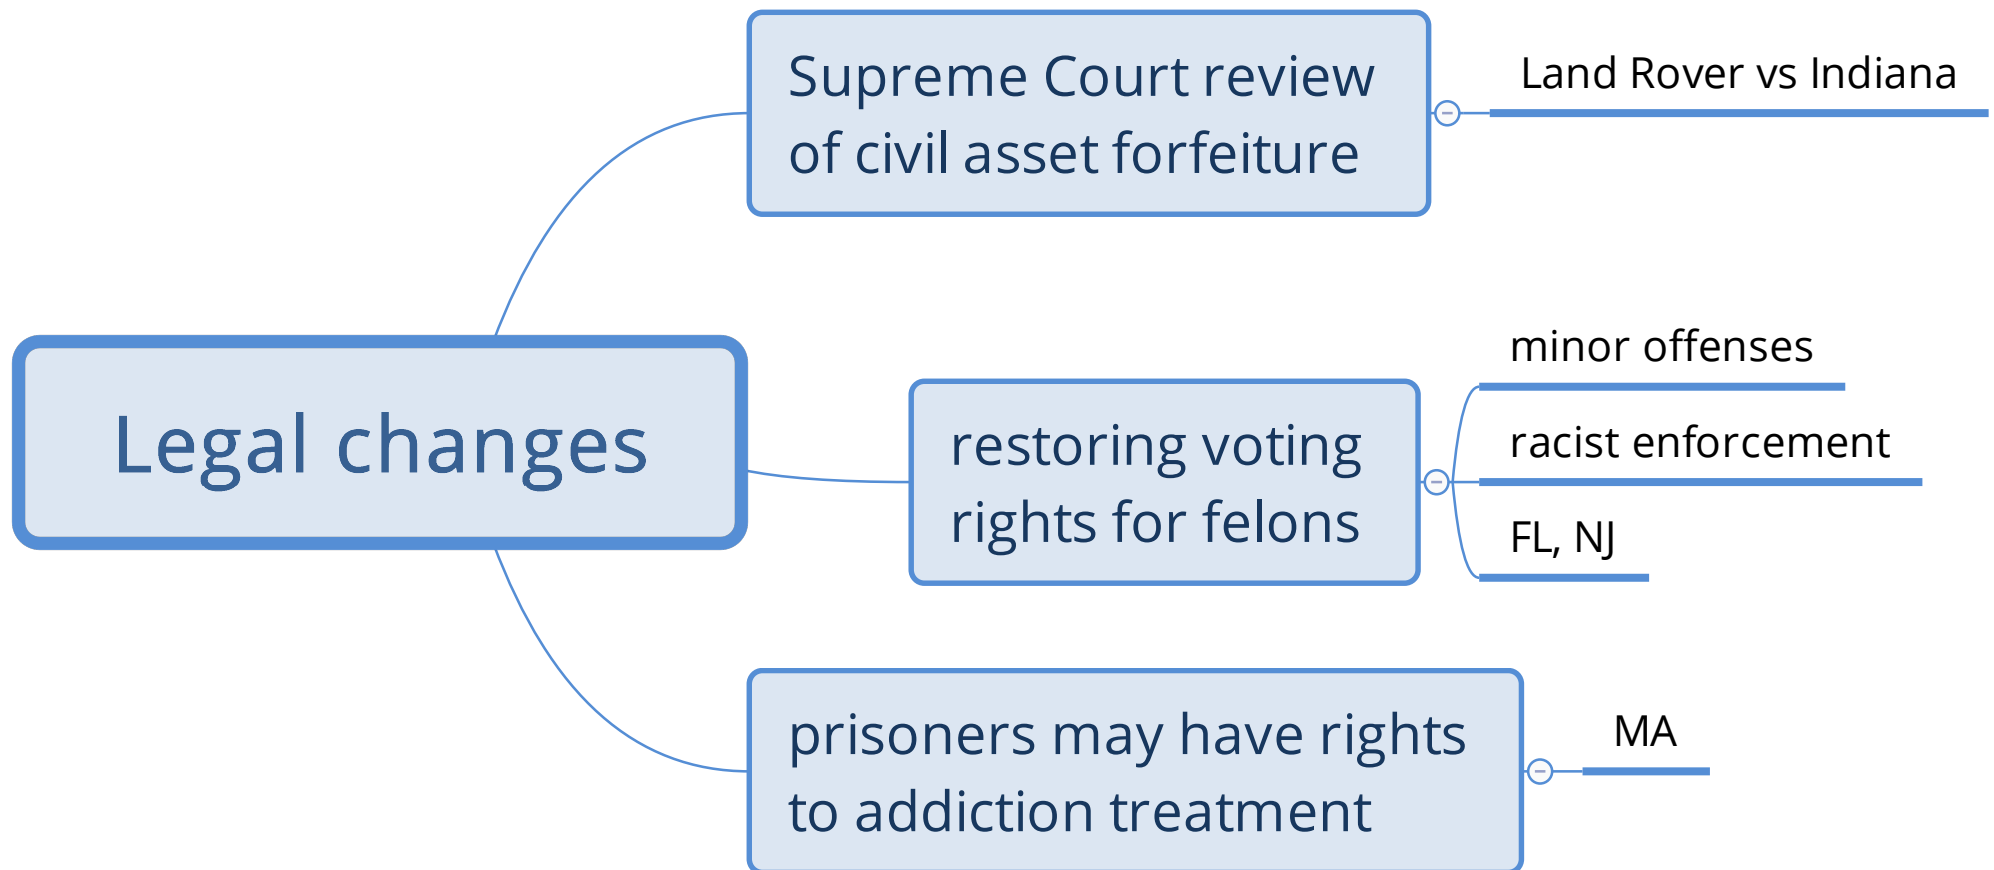 Legal changes
Supreme Court review
of civil asset forfeiture
Land Rover vs Indiana
restoring voting
rights for felons
minor offenses
racist enforcement
FL, NJ
prisoners may have rights
to addiction treatment
MA